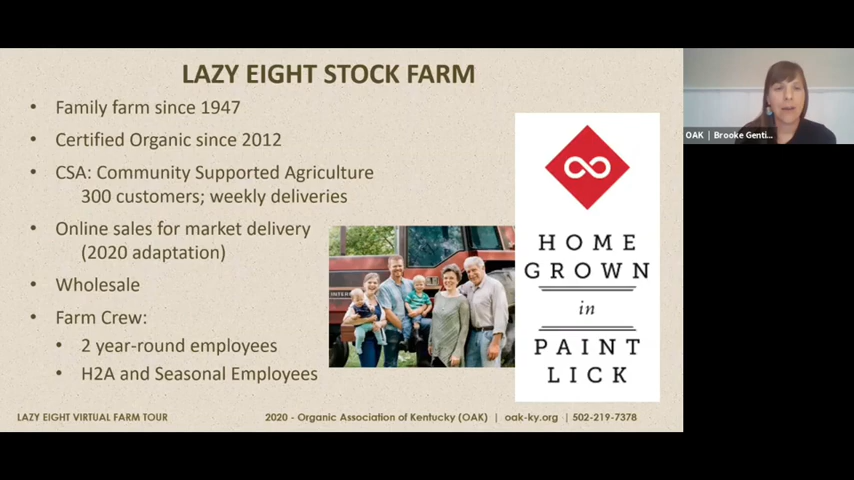 LAZY EIGHT STOCK FARM
• Family farm since 1947
• Certified Organic since 2012
• CSA: Community Supported Agriculture
300 customers; weekly deliveries
• Online sales for market delivery
(2020 adaptation)
• Wholesale
• Farm Crew:
• 2 year-round employees
• H2A and Seasonal Employees
HOME
GROWN
in
PAINT
LICK
LAZY EIGHT VIRTUAL FARM TOUR
2020 - Organic Association of Kentucky (OAK) | oak-ky.org | 502-219-7378
OAK | Brooke Genti...